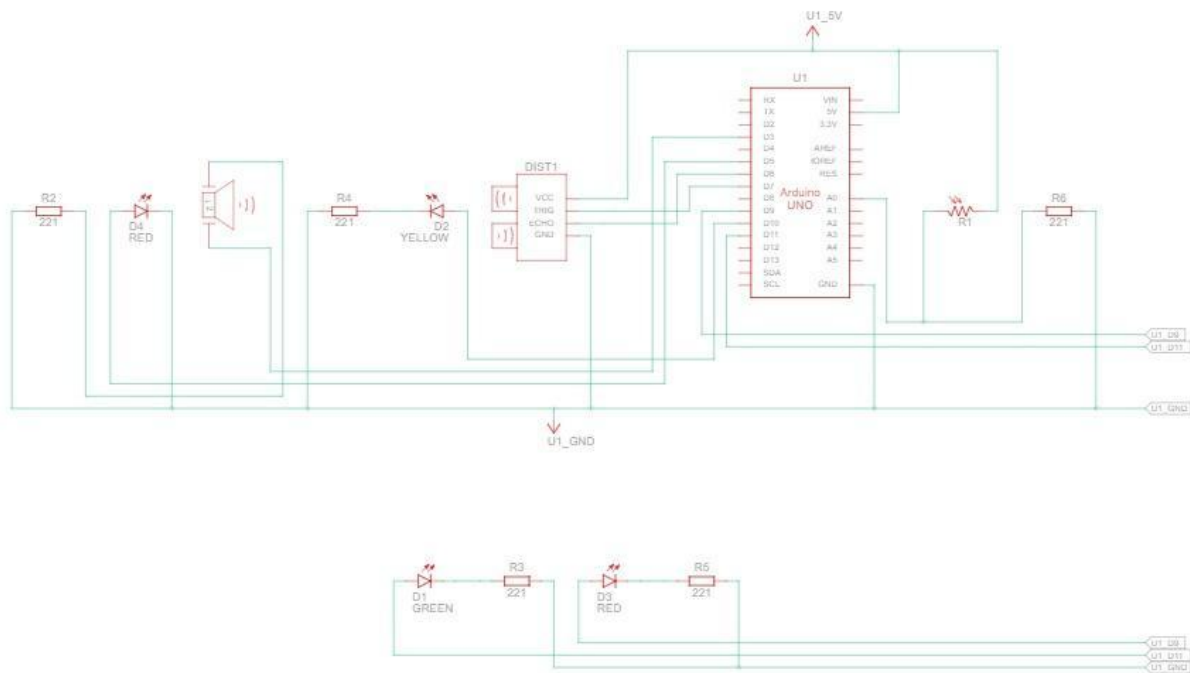 U1_5V
U1
RX
TX
D2
D3
D4
D5
D6
D7
D8
D9
D10
D11
D12
D13
SDA
SCL
Arduino
UNO
VIN
5V
3.3V
AREF
IOREF
RES
A0
A1
A2
A3
A4
A5
GND
DIST1
VCC
TRIG
ECHO
GND
R2
221
D4
RED
1 2
R4
221
D2
YELLOW
R1
R6
221
U1_D9
U1_D11
U1_GND
U1_GND
D1
GREEN
R3
221
D3
RED
R5
221
U1_D9
U1_D11
U1_GND